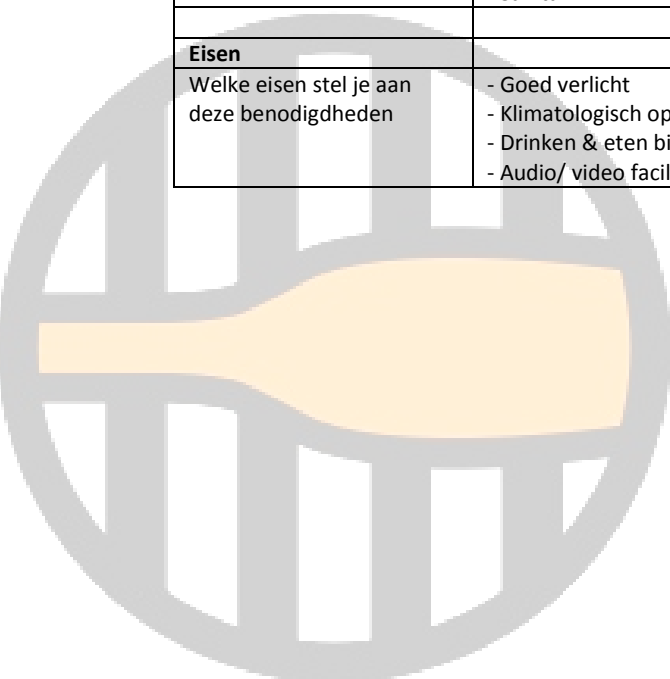 Eisen
Welke eisen stel je aan
deze benodigdheden
- Goed verlicht
- Klimatologisch op
- Drinken & eten bi
- Audio/ video facil